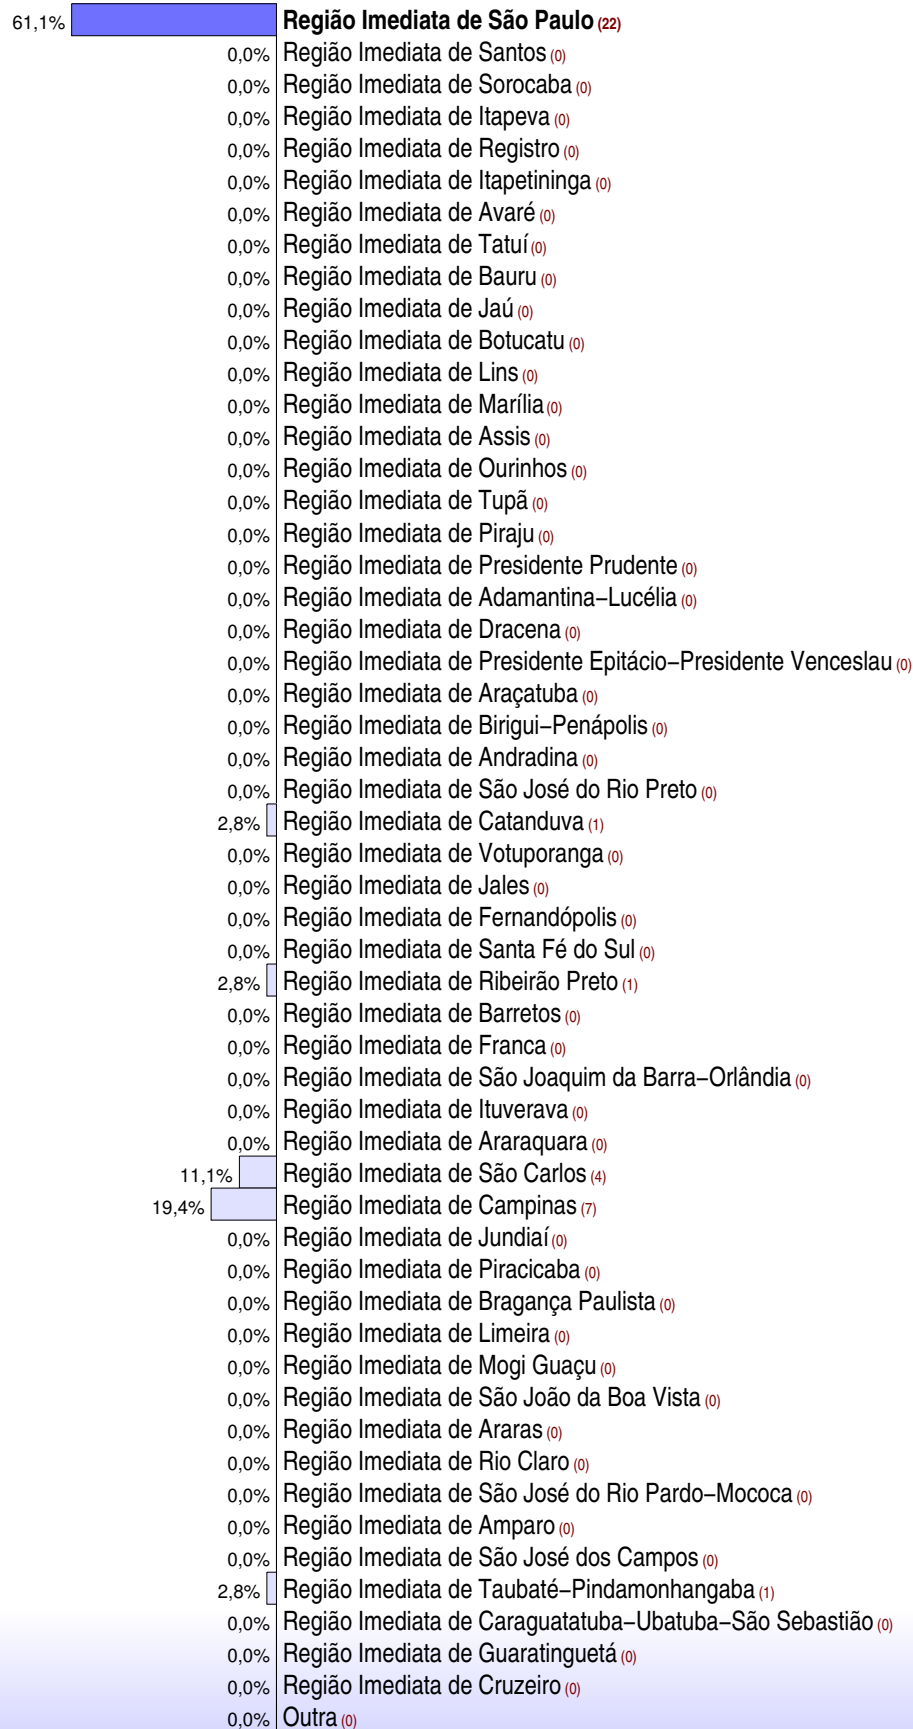 61,1% Região Imediata de São Paulo (22)
0,0% Região Imediata de Santos (0)
0,0% Região Imediata de Sorocaba (0)
0,0% Região Imediata de Itapeva (0)
0,0% Região Imediata de Registro (0)
0,0% Região Imediata de Itapetininga (0)
0,0% Região Imediata de Avaré (0)
0,0% Região Imediata de Tatuí (0)
0,0% Região Imediata de Bauru (0)
0,0% Região Imediata de Jaú (0)
0,0% Região Imediata de Botucatu (0)
0,0% Região Imediata de Lins (0)
0,0% Região Imediata de Marília (0)
0,0% Região Imediata de Assis (0)
0,0% Região Imediata de Ourinhos (0)
0,0% Região Imediata de Tupã (0)
0,0% Região Imediata de Piraju (0)
0,0% Região Imediata de Presidente Prudente (0)
0,0% Região Imediata de Adamantina–Lucélia (0)
0,0% Região Imediata de Dracena (0)
0,0% Região Imediata de Presidente Epitácio–Presidente Venceslau (0)
0,0% Região Imediata de Araçatuba (0)
0,0% Região Imediata de Birigui–Penápolis (0)
0,0% Região Imediata de Andradina (0)
0,0% Região Imediata de São José do Rio Preto (0)
2,8% Região Imediata de Catanduva (1)
0,0% Região Imediata de Votuporanga (0)
0,0% Região Imediata de Jales (0)
0,0% Região Imediata de Fernandópolis (0)
0,0% Região Imediata de Santa Fé do Sul (0)
2,8% Região Imediata de Ribeirão Preto (1)
0,0% Região Imediata de Barretos (0)
0,0% Região Imediata de Franca (0)
0,0% Região Imediata de São Joaquim da Barra–Orlândia (0)
0,0% Região Imediata de Ituverava (0)
0,0% Região Imediata de Araraquara (0)
11,1% Região Imediata de São Carlos (4)
19,4% Região Imediata de Campinas (7)
0,0% Região Imediata de Jundiaí (0)
0,0% Região Imediata de Piracicaba (0)
0,0% Região Imediata de Bragança Paulista (0)
0,0% Região Imediata de Limeira (0)
0,0% Região Imediata de Mogi Guaçu (0)
0,0% Região Imediata de São João da Boa Vista (0)
0,0% Região Imediata de Araras (0)
0,0% Região Imediata de Rio Claro (0)
0,0% Região Imediata de São José do Rio Pardo–Mococa (0)
0,0% Região Imediata de Amparo (0)
0,0% Região Imediata de São José dos Campos (0)
2,8% Região Imediata de Taubaté–Pindamonhangaba (1)
0,0% Região Imediata de Caraguatatuba–Ubatuba–São Sebastião (0)
0,0% Região Imediata de Guaratinguetá (0)
0,0% Região Imediata de Cruzeiro (0)
0,0% Outra (0)